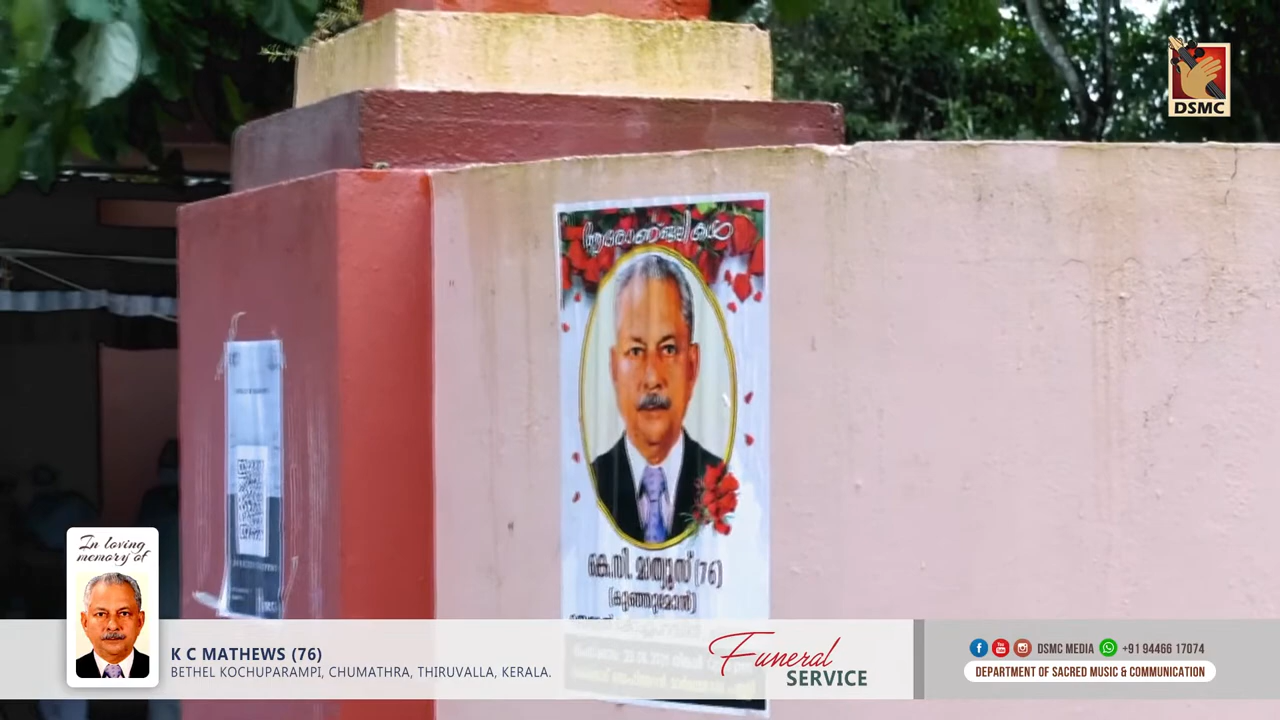 DSMC
ആദരാഞ്ജലികൾ
കെ.സി. മാത്യൂസ് (76)
(കുഞ്ഞുമോൻ)
In loving
memory of
K C MATHEWS (76)
BETHEL KOCHUPARAMPI, CHUMATHRA, THIRUVALLA, KERALA.
Funeral
SERVICE
DSMC MEDIA +91 94466 17074
DEPARTMENT OF SACRED MUSIC & COMMUNICATION